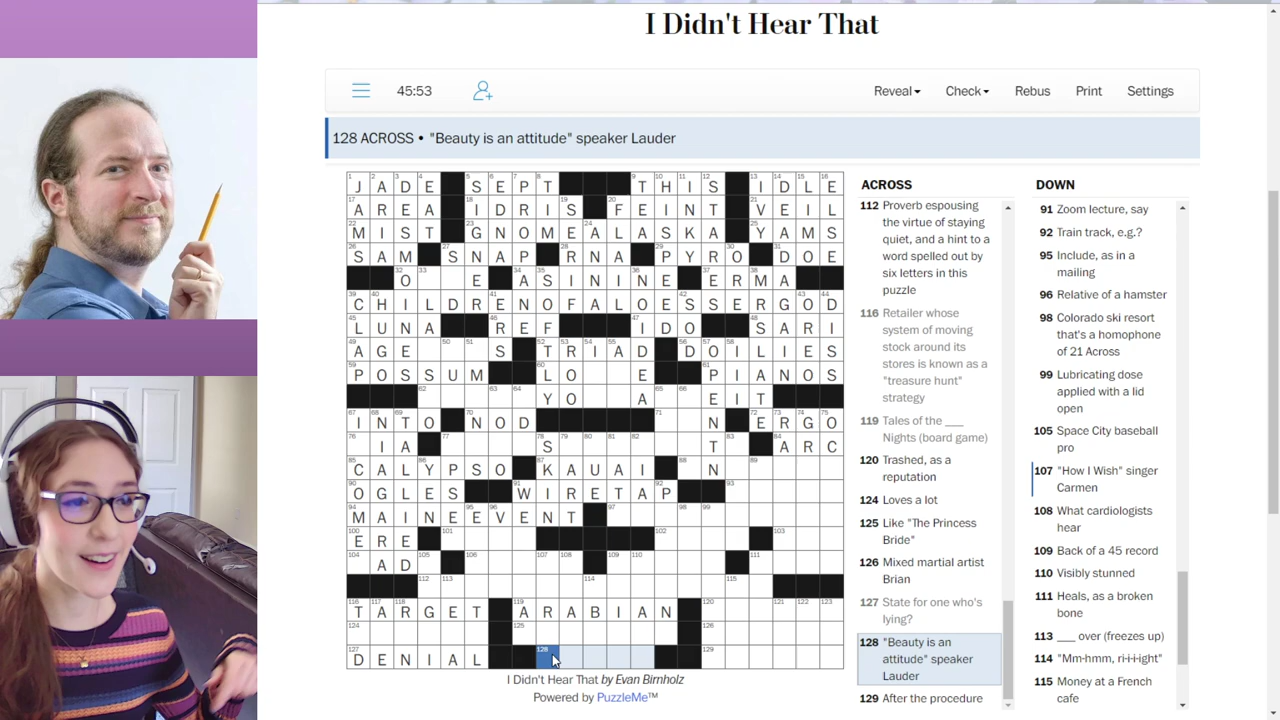 I Didn't Hear That
45:53
Reveal
Check
Rebus
Print
Settings
128 ACROSS • "Beauty is an attitude" speaker Lauder
J A D E S E P T T H I S I D L E
A R E A I D R I S F E I N T V E I L
M I S T G N O M E A L A S K A Y A M S
S A M S N A P R N A P Y R O D O E
O E A S I N I N E E R M A
C H I L D R E N O F A L O E S S E R G O D
L U N A R E F I D O S A R I
A G E S T R I A D D O I L I E S
P O S S U M L O E P I A N O S
Y O A E I T
I N T O N O D N E R G O
I A S T A R C
C A L Y P S O K A U A I N
O G L E S W I R E T A P
M A I N E E V E N T
E R E
A D
T A R G E T A R A B I A N
D E N I A L
I Didn't Hear That by Evan Birnholz
Powered by PuzzleMe™
ACROSS
112 Proverb espousing
the virtue of staying
quiet, and a hint to a
word spelled out by
six letters in this
puzzle
116 Retailer whose
system of moving
stock around its
stores is known as a
"treasure hunt"
strategy
119 Tales of the ___
Nights (board game)
120 Trashed, as a
reputation
124 Loves a lot
125 Like "The Princess
Bride"
126 Mixed martial artist
Brian
127 State for one who's
lying?
128 "Beauty is an
attitude" speaker
Lauder
129 After the procedure
DOWN
91 Zoom lecture, say
92 Train track, e.g.?
95 Include, as in a
mailing
96 Relative of a hamster
98 Colorado ski resort
that's a homophone
of 21 Across
99 Lubricating dose
applied with a lid
open
105 Space City baseball
pro
107 "How I Wish" singer
Carmen
108 What cardiologists
hear
109 Back of a 45 record
110 Visibly stunned
111 Heals, as a broken
bone
113 ___ over (freezes up)
114 "Mm-hmm, ri-i-i-ight"
115 Money at a French
cafe